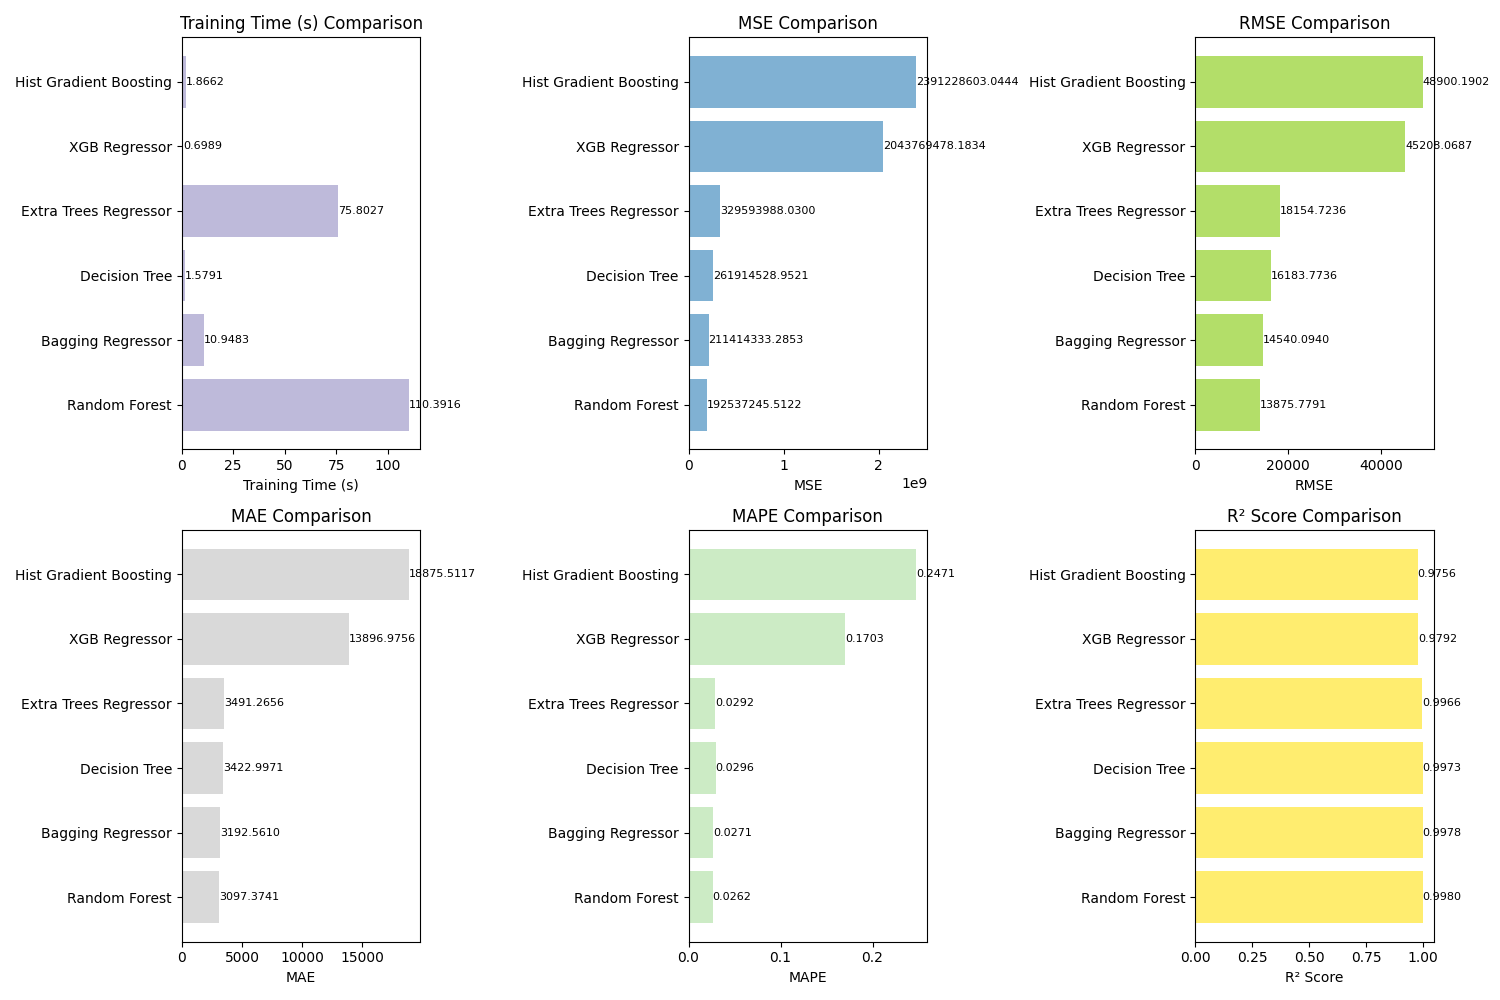 Training Time (s) Comparison
Hist Gradient Boosting
1.8662
XGB Regressor
0.6989
Extra Trees Regressor
75.8027
Decision Tree
1.5791
Bagging Regressor
10.9483
Random Forest
110.3916
0 25 50 75 100
Training Time (s)
MSE Comparison
Hist Gradient Boosting
2391228603.0444
XGB Regressor
2043769478.1834
Extra Trees Regressor
329593988.0300
Decision Tree
261914528.9521
Bagging Regressor
211414333.2853
Random Forest
192537245.5122
0 1 2
1e9
MSE
RMSE Comparison
Hist Gradient Boosting
48900.1902
XGB Regressor
45208.0687
Extra Trees Regressor
18154.7236
Decision Tree
16183.7736
Bagging Regressor
14540.0940
Random Forest
13875.7791
0 20000 40000
RMSE
MAE Comparison
Hist Gradient Boosting
18875.5117
XGB Regressor
13896.9756
Extra Trees Regressor
3491.2656
Decision Tree
3422.9971
Bagging Regressor
3192.5610
Random Forest
3097.3741
0 5000 10000 15000
MAE
MAPE Comparison
Hist Gradient Boosting
0.2471
XGB Regressor
0.1703
Extra Trees Regressor
0.0292
Decision Tree
0.0296
Bagging Regressor
0.0271
Random Forest
0.0262
0.0 0.1 0.2
MAPE
R² Score Comparison
Hist Gradient Boosting
0.9756
XGB Regressor
0.9792
Extra Trees Regressor
0.9966
Decision Tree
0.9973
Bagging Regressor
0.9978
Random Forest
0.9980
0.00 0.25 0.50 0.75 1.00
R² Score